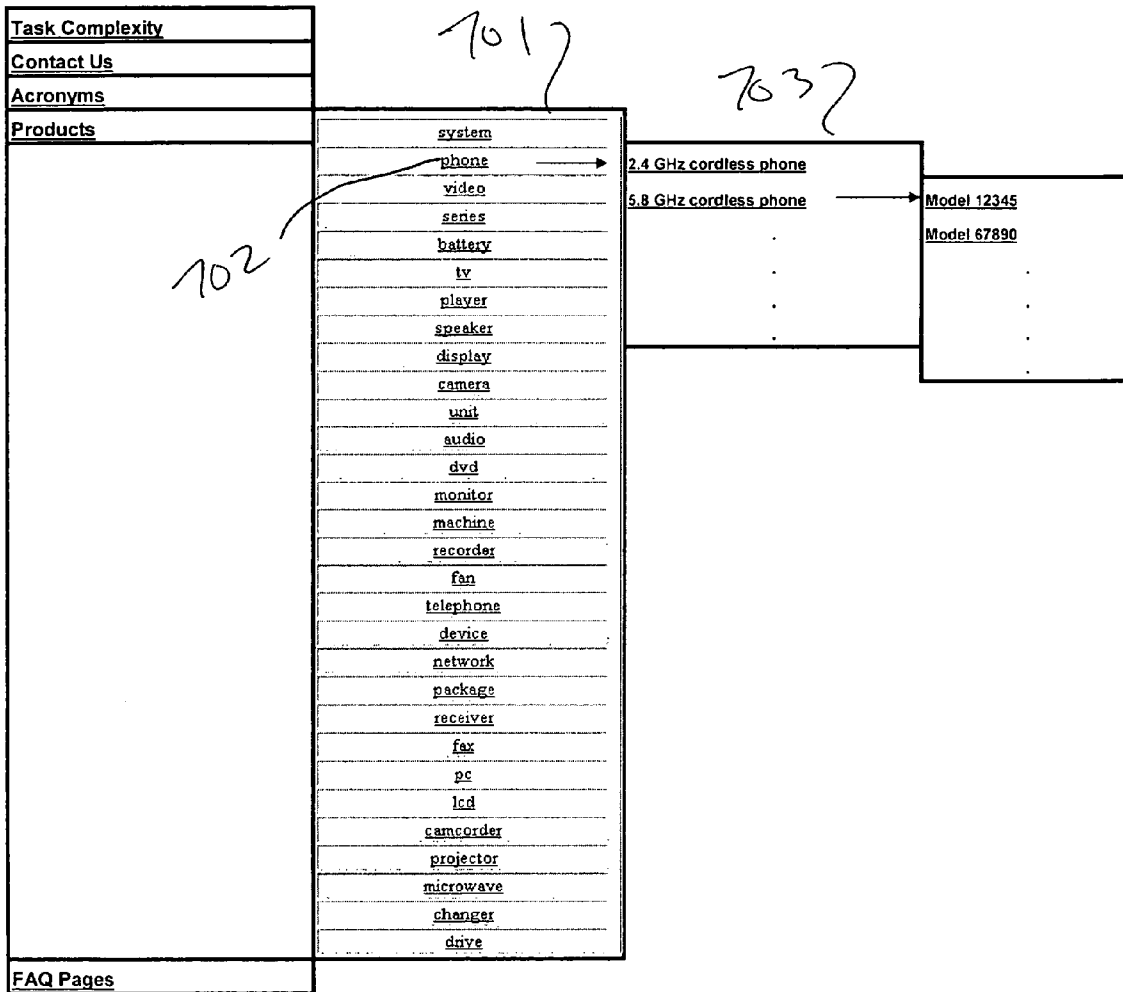 Task Complexity
Contact Us
Acronyms
Products
701
702
703
system
phone
video
series
battery
tv
player
speaker
display
camera
unit
audio
dvd
monitor
machine
recorder
fan
telephone
device
network
package
receiver
fax
pc
lcd
camcorder
projector
microwave
changer
drive
2.4 GHz cordless phone
5.8 GHz cordless phone
Model 12345
Model 67890
FAQ Pages